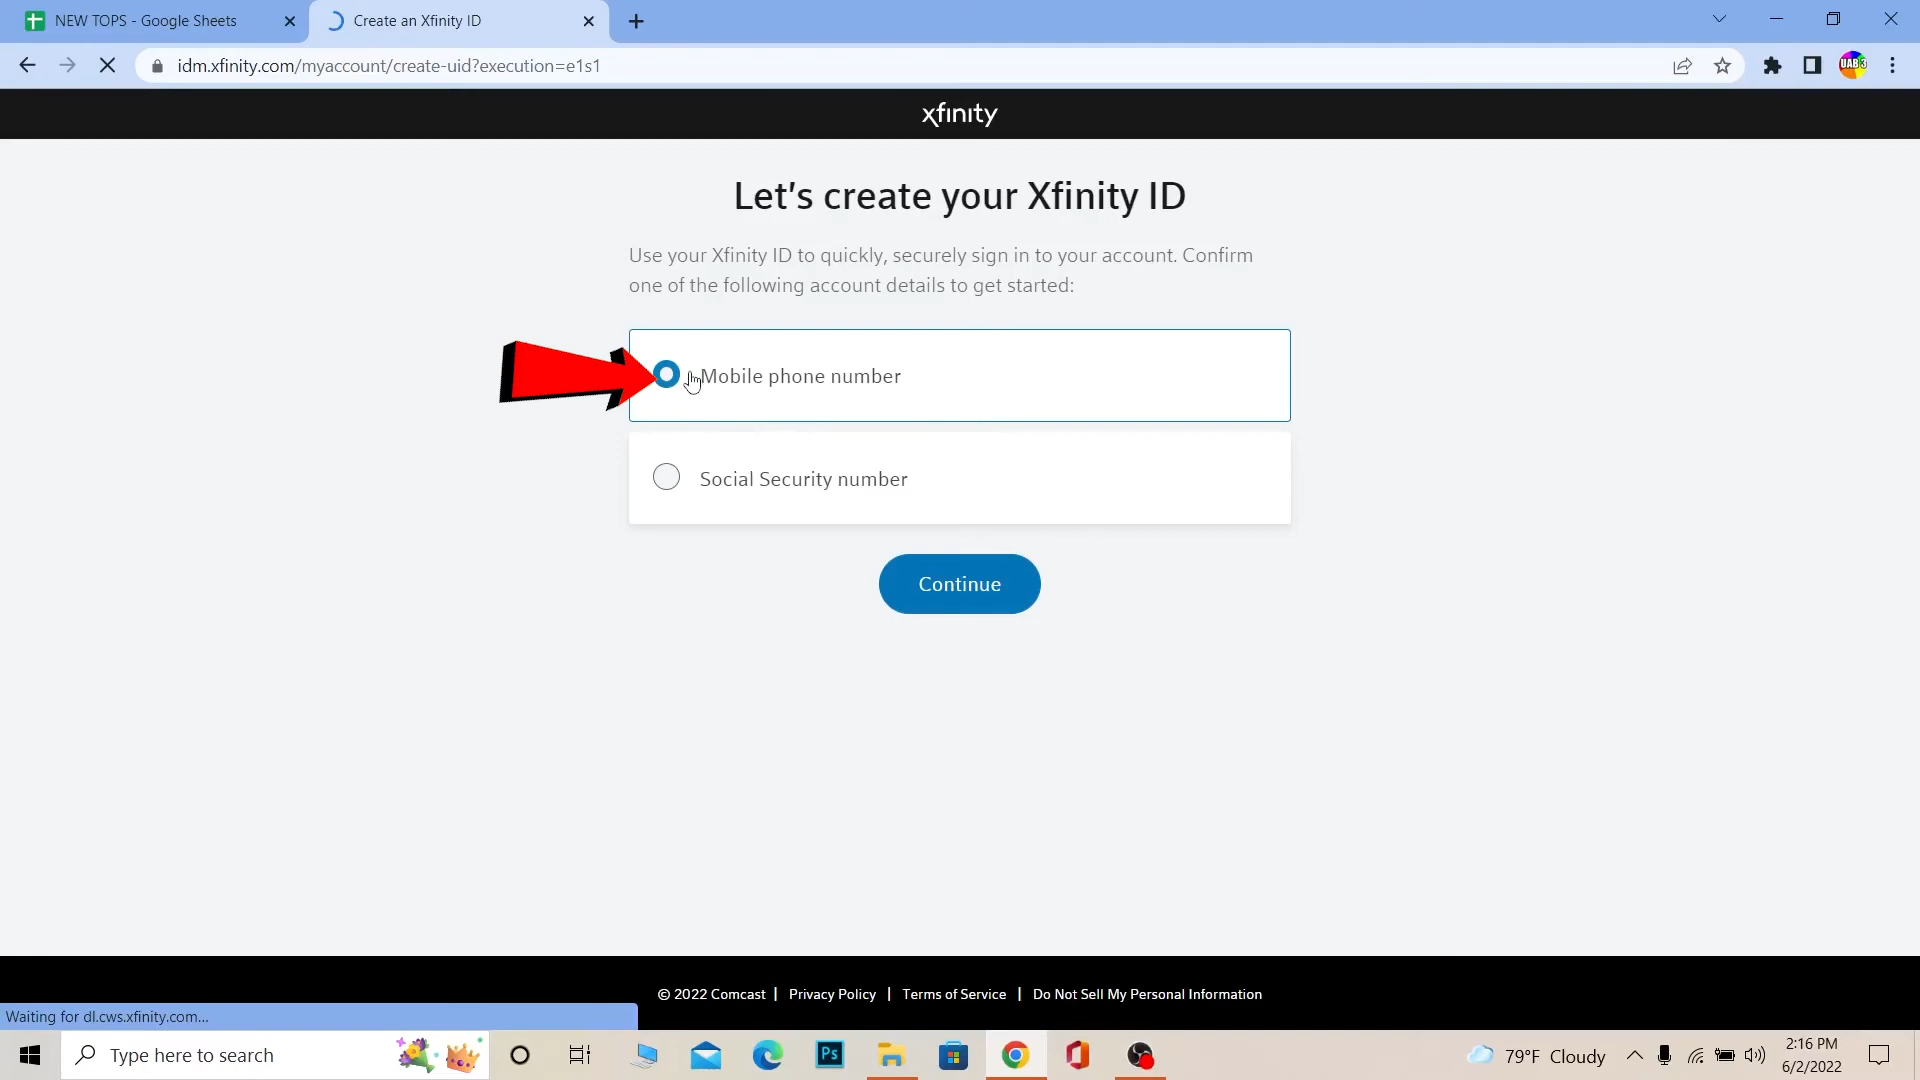 NEW TOPS - Google Sheets
Create an Xfinity ID
idm.xfinity.com/myaccount/create-uid?execution=e1s1
UAB 3
xfinity
Let's create your Xfinity ID
Use your Xfinity ID to quickly, securely sign in to your account. Confirm
one of the following account details to get started:
Mobile phone number
Social Security number
Continue
© 2022 Comcast | Privacy Policy | Terms of Service | Do Not Sell My Personal Information
Waiting for dl.cws.xfinity.com...
Type here to search
Ps
79°F Cloudy
2:16 PM
6/2/2022